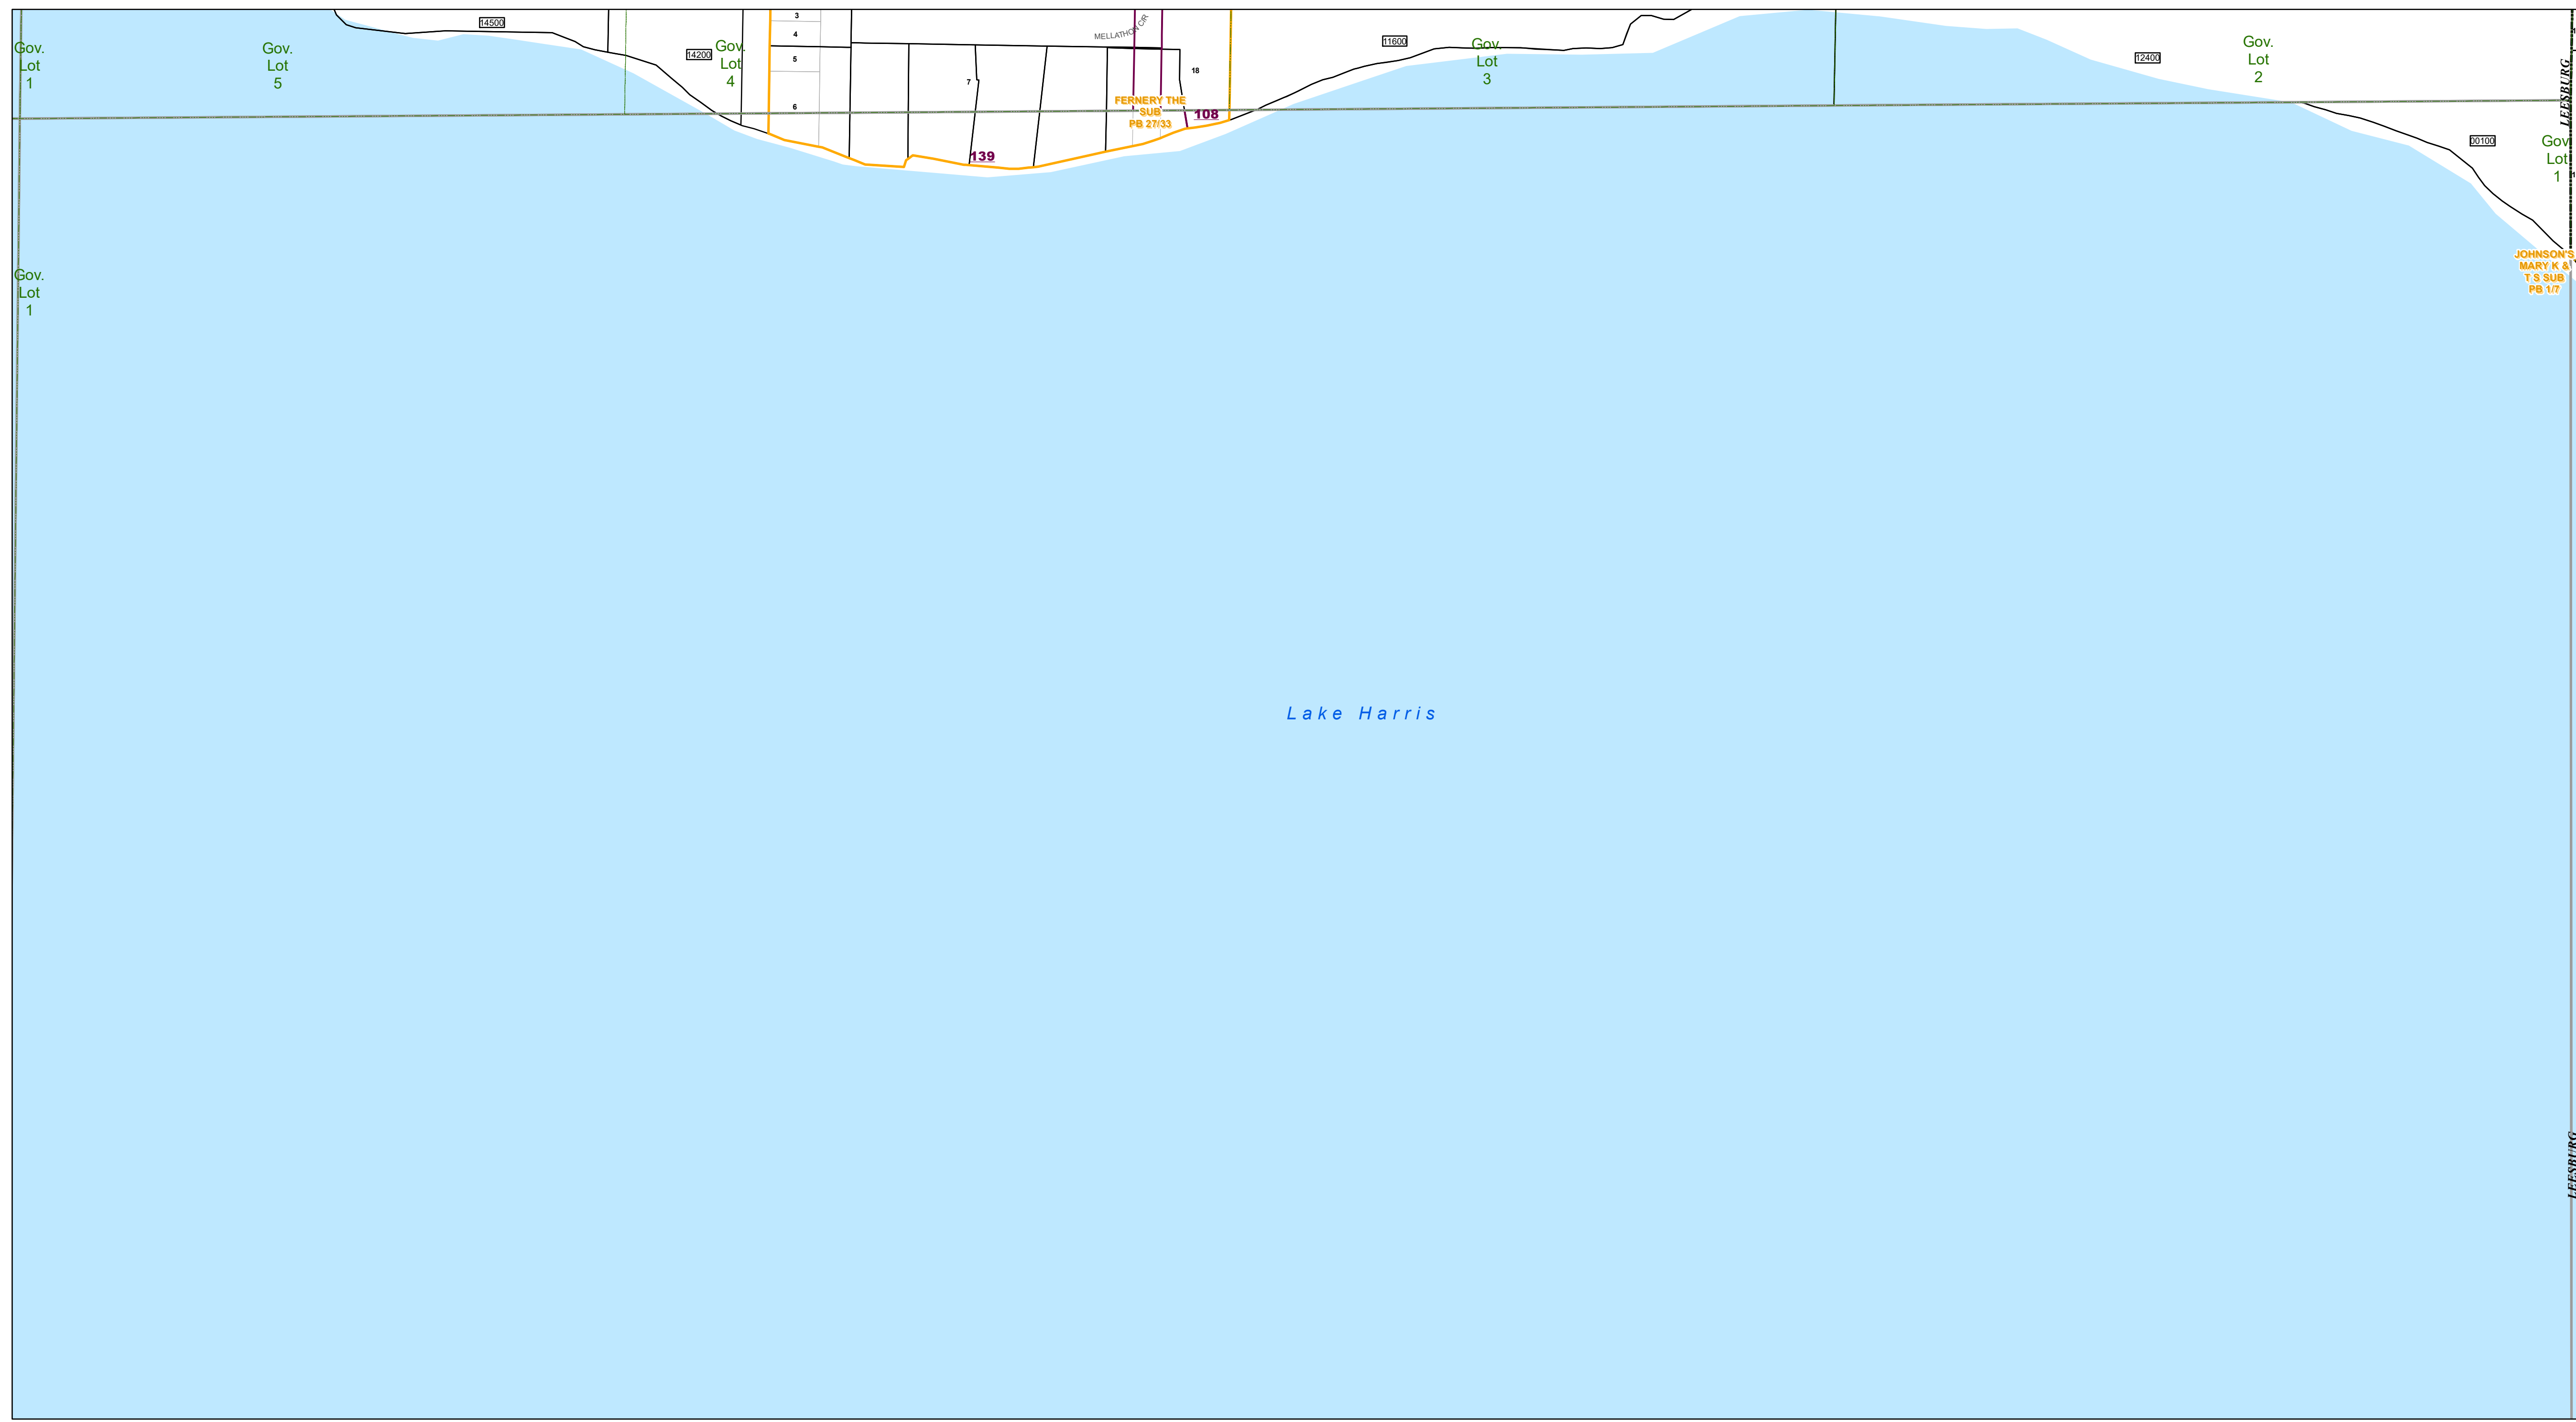 14500
3
4
5
6
14200
Gov.
Lot
1
Gov.
Lot
5
Gov.
Lot
4
7
MELLATHON CIR
18
FERNERY THE
SUB
PB 27/33
108
139
11600
Gov.
Lot
3
12400
Gov.
Lot
2
LEESBURG
00100
Gov.
Lot
1
JOHNSON'S
MARY K &
T S SUB
PB 1/7
Gov.
Lot
1
Lake Harris
LEESBURG